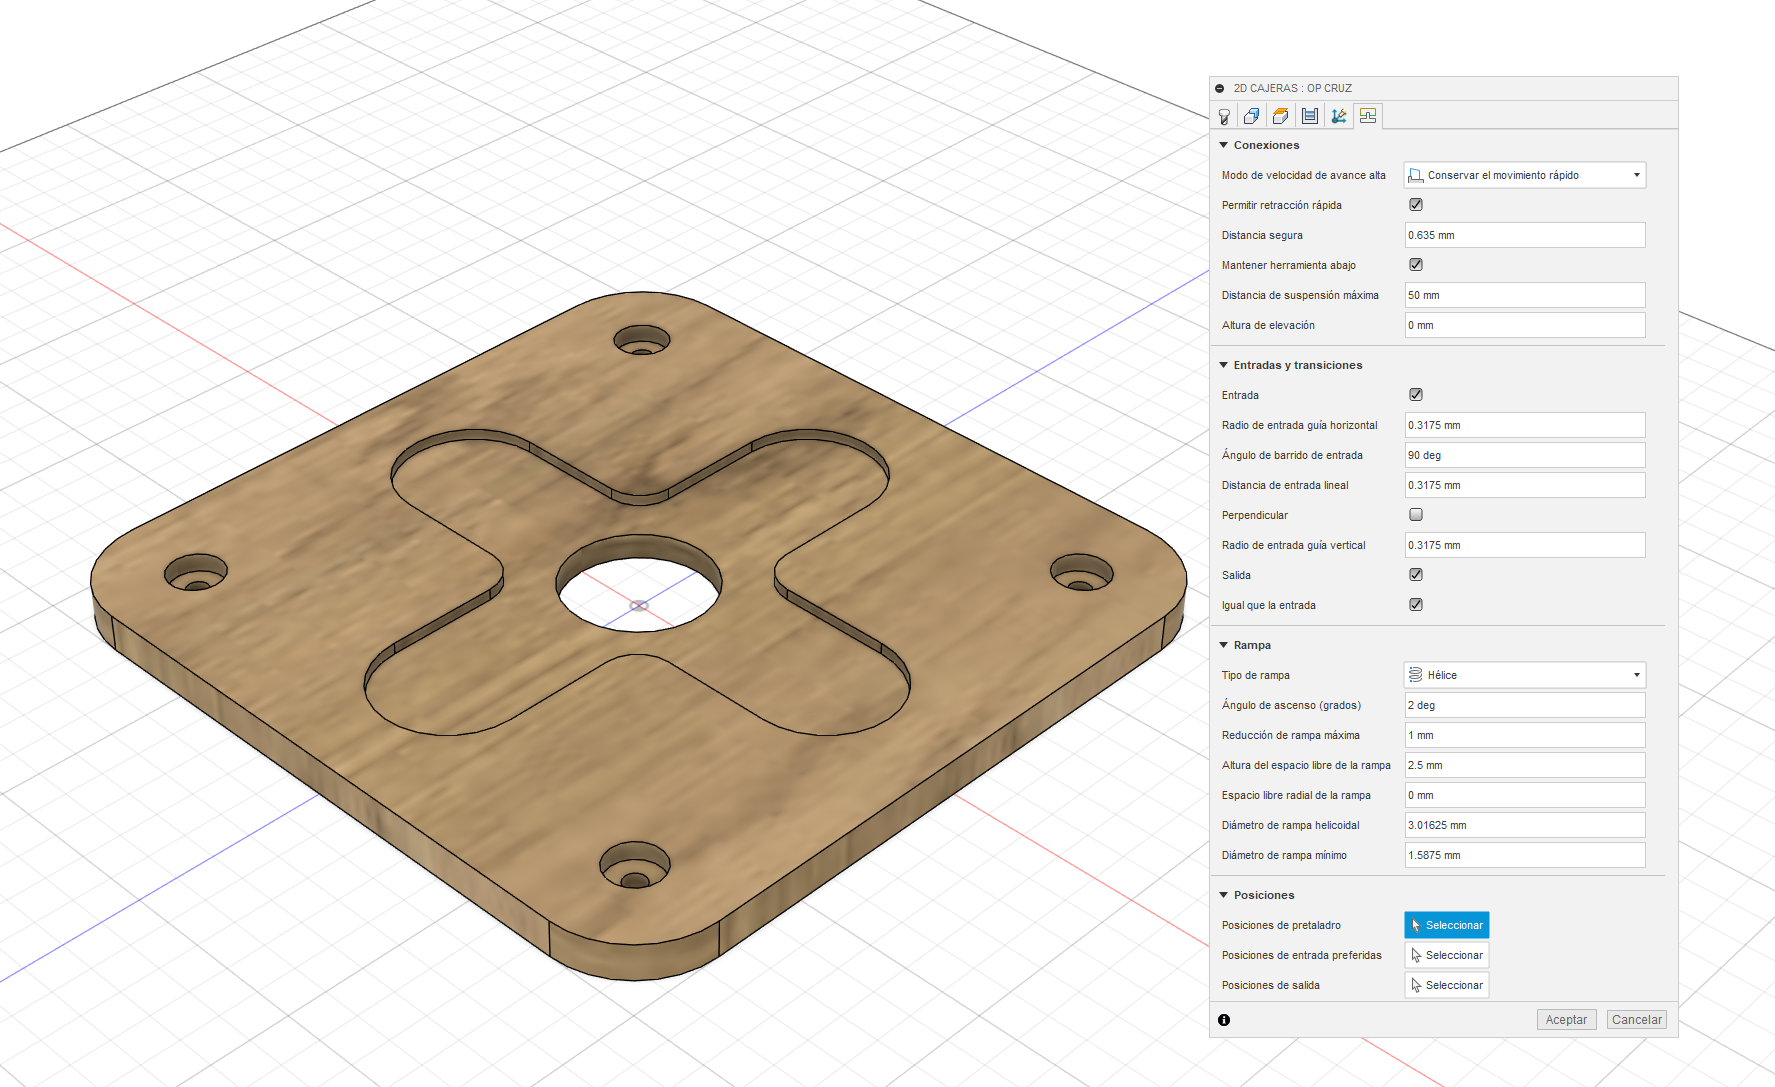 2D CAJERAS : OP CRUZ
Conexiones
Modo de velocidad de avance alta Conservar el movimiento rápido
Permitir retracción rápida
Distancia segura 0.635 mm
Mantener herramienta abajo
Distancia de suspensión máxima 50 mm
Altura de elevación 0 mm
Entradas y transiciones
Entrada
Radio de entrada guía horizontal 0.3175 mm
Ángulo de barrido de entrada 90 deg
Distancia de entrada lineal 0.3175 mm
Perpendicular
Radio de entrada guía vertical 0.3175 mm
Salida
Igual que la entrada
Rampa
Tipo de rampa Hélice
Ángulo de ascenso (grados) 2 deg
Reducción de rampa máxima 1 mm
Altura del espacio libre de la rampa 2.5 mm
Espacio libre radial de la rampa 0 mm
Diámetro de rampa helicoidal 3.01625 mm
Diámetro de rampa mínimo 1.5875 mm
Posiciones
Posiciones de pretaladro Seleccionar
Posiciones de entrada preferidas Seleccionar
Posiciones de salida Seleccionar
Aceptar Cancelar